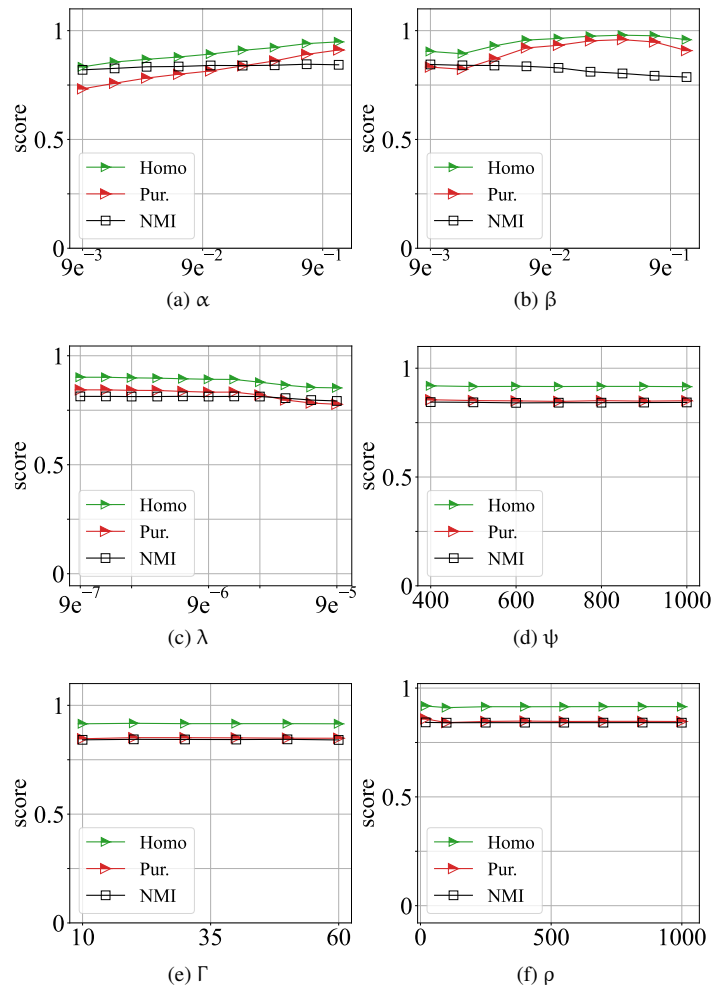 1
score
0.5
0
Homo
Pur.
NMI
9e⁻³
9e⁻²
9e⁻¹
(a) α
1
score
0.5
0
Homo
Pur.
NMI
9e⁻³
9e⁻²
9e⁻¹
(b) β
1
score
0.5
0
Homo
Pur.
NMI
9e⁻⁷
9e⁻⁶
9e⁻⁵
(c) λ
1
score
0.5
0
Homo
Pur.
NMI
400 600 800 1000
(d) ψ
1
score
0.5
0
Homo
Pur.
NMI
10 35 60
(e) Γ
1
score
0.5
0
Homo
Pur.
NMI
0 500 1000
(f) ρ